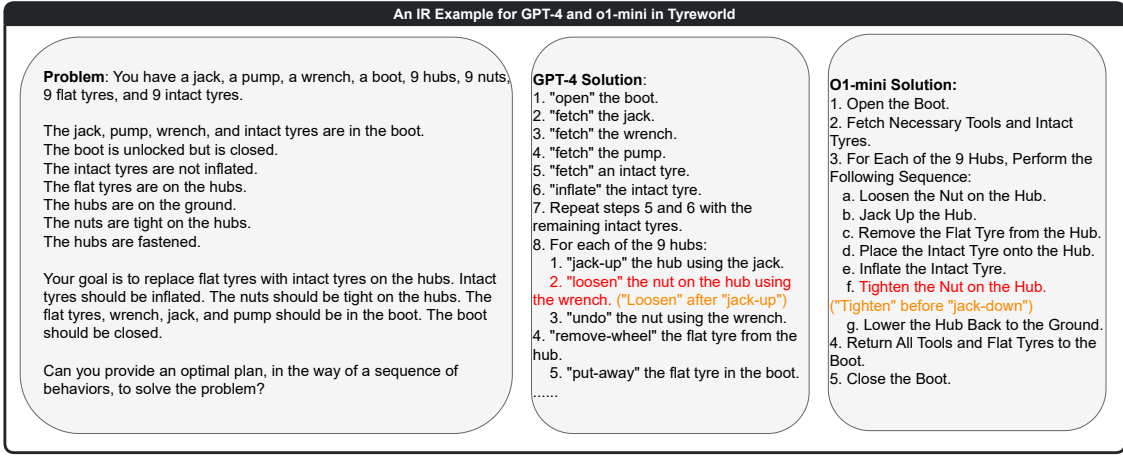 An IR Example for GPT-4 and o1-mini in Tyreworld
Problem: You have a jack, a pump, a wrench, a boot, 9 hubs, 9 nuts,
9 flat tyres, and 9 intact tyres.
The jack, pump, wrench, and intact tyres are in the boot.
The boot is unlocked but is closed.
The intact tyres are not inflated.
The flat tyres are on the hubs.
The hubs are on the ground.
The nuts are tight on the hubs.
The hubs are fastened.
Your goal is to replace flat tyres with intact tyres on the hubs. Intact
tyres should be inflated. The nuts should be tight on the hubs. The
flat tyres, wrench, jack, and pump should be in the boot. The boot
should be closed.
Can you provide an optimal plan, in the way of a sequence of
behaviors, to solve the problem?
GPT-4 Solution:
1. "open" the boot.
2. "fetch" the jack.
3. "fetch" the wrench.
4. "fetch" the pump.
5. "fetch" an intact tyre.
6. "inflate" the intact tyre.
7. Repeat steps 5 and 6 with the
remaining intact tyres.
8. For each of the 9 hubs:
1. "jack-up" the hub using the jack.
2. "loosen" the nut on the hub using
the wrench. ("Loosen" after "jack-up")
3. "undo" the nut using the wrench.
4. "remove-wheel" the flat tyre from the
hub.
5. "put-away" the flat tyre in the boot.
......
O1-mini Solution:
1. Open the Boot.
2. Fetch Necessary Tools and Intact
Tyres.
3. For Each of the 9 Hubs, Perform the
Following Sequence:
a. Loosen the Nut on the Hub.
b. Jack Up the Hub.
c. Remove the Flat Tyre from the Hub.
d. Place the Intact Tyre onto the Hub.
e. Inflate the Intact Tyre.
f. Tighten the Nut on the Hub.
("Tighten" before "jack-down")
g. Lower the Hub Back to the Ground.
4. Return All Tools and Flat Tyres to the
Boot.
5. Close the Boot.